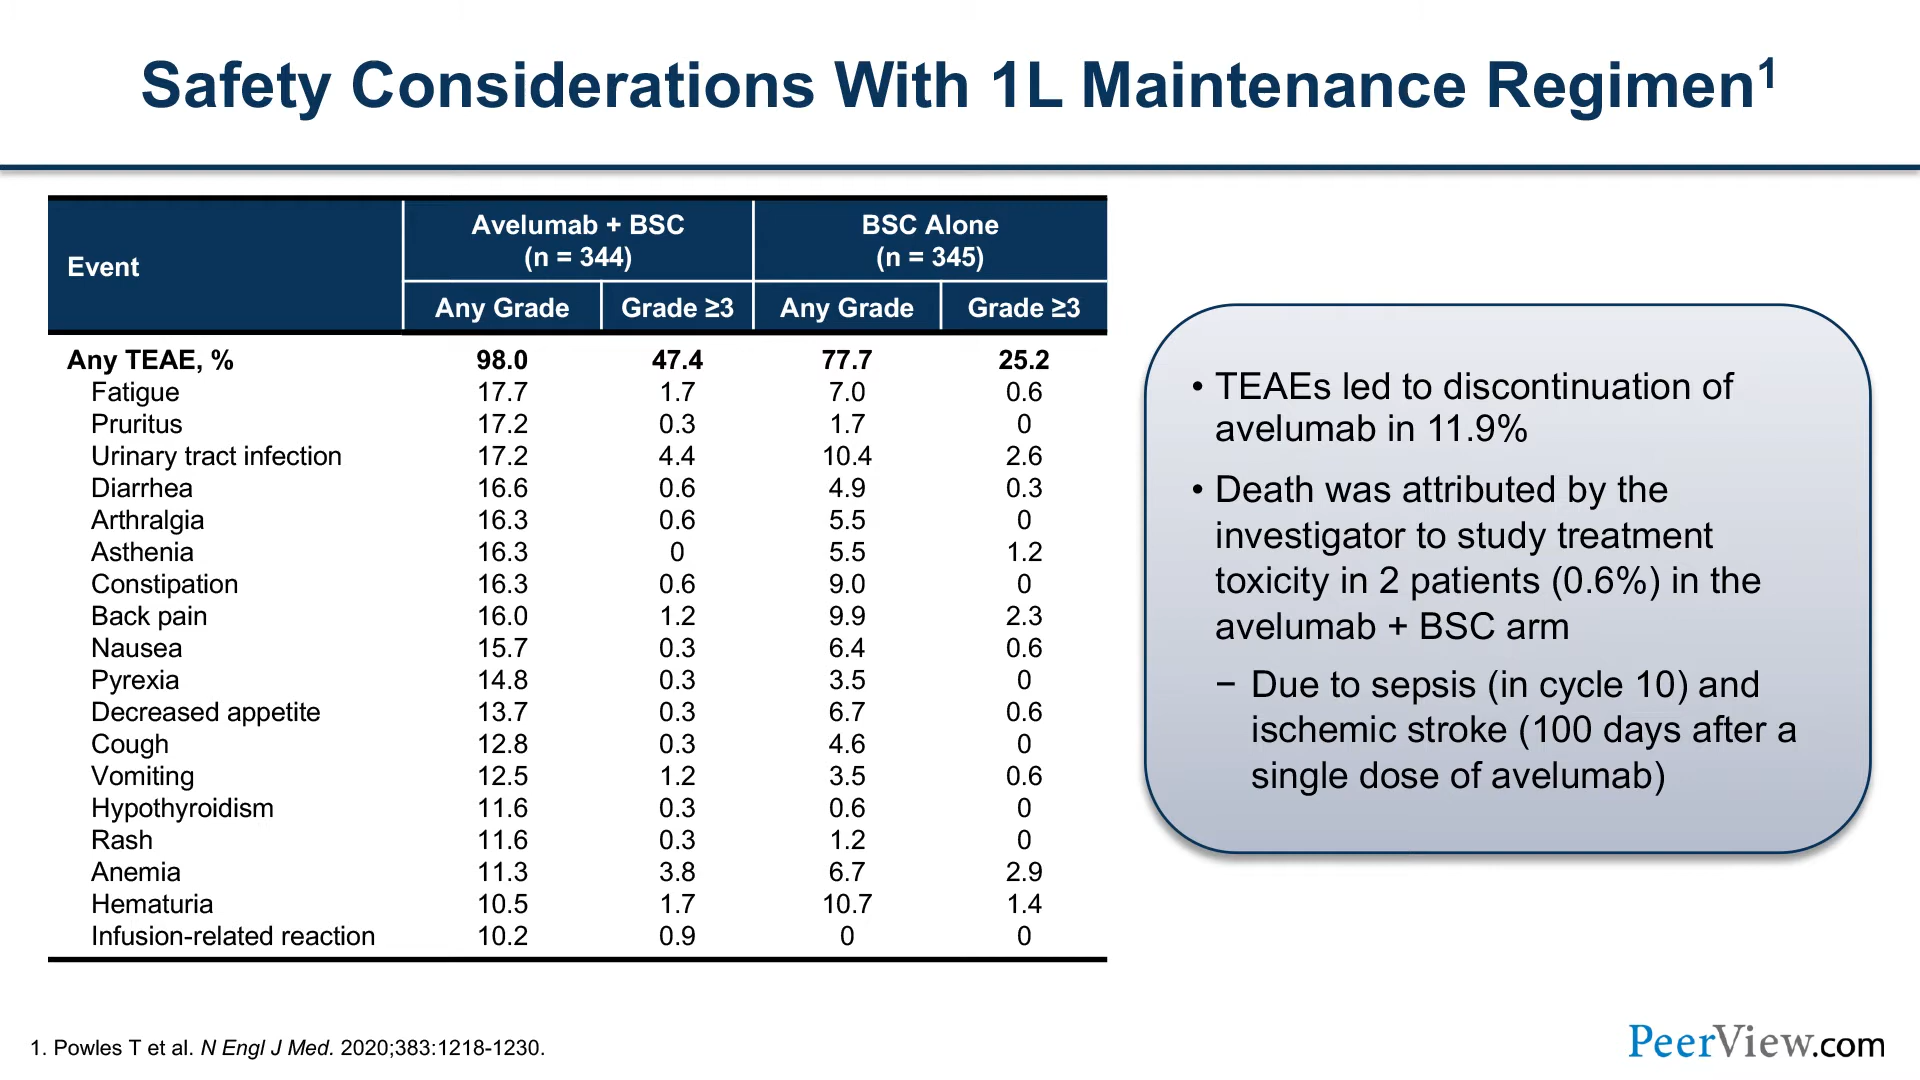 Safety Considerations With 1L Maintenance Regimen1
Event
Avelumab + BSC
(n = 344)
BSC Alone
(n = 345)
Any Grade Grade ≥3 Any Grade Grade ≥3
Any TEAE, % 98.0 47.4 77.7 25.2
Fatigue 17.7 1.7 7.0 0.6
Pruritus 17.2 0.3 1.7 0
Urinary tract infection 17.2 4.4 10.4 2.6
Diarrhea 16.6 0.6 4.9 0.3
Arthralgia 16.3 0.6 5.5 0
Asthenia 16.3 0 5.5 1.2
Constipation 16.3 0.6 9.0 0
Back pain 16.0 1.2 9.9 2.3
Nausea 15.7 0.3 6.4 0.6
Pyrexia 14.8 0.3 3.5 0
Decreased appetite 13.7 0.3 6.7 0.6
Cough 12.8 0.3 4.6 0
Vomiting 12.5 1.2 3.5 0.6
Hypothyroidism 11.6 0.3 0.6 0
Rash 11.6 0.3 1.2 0
Anemia 11.3 3.8 6.7 2.9
Hematuria 10.5 1.7 10.7 1.4
Infusion-related reaction 10.2 0.9 0 0
• TEAEs led to discontinuation of
avelumab in 11.9%
• Death was attributed by the
investigator to study treatment
toxicity in 2 patients (0.6%) in the
avelumab + BSC arm
− Due to sepsis (in cycle 10) and
ischemic stroke (100 days after a
single dose of avelumab)
1. Powles T et al. N Engl J Med. 2020;383:1218-1230.
PeerView.com